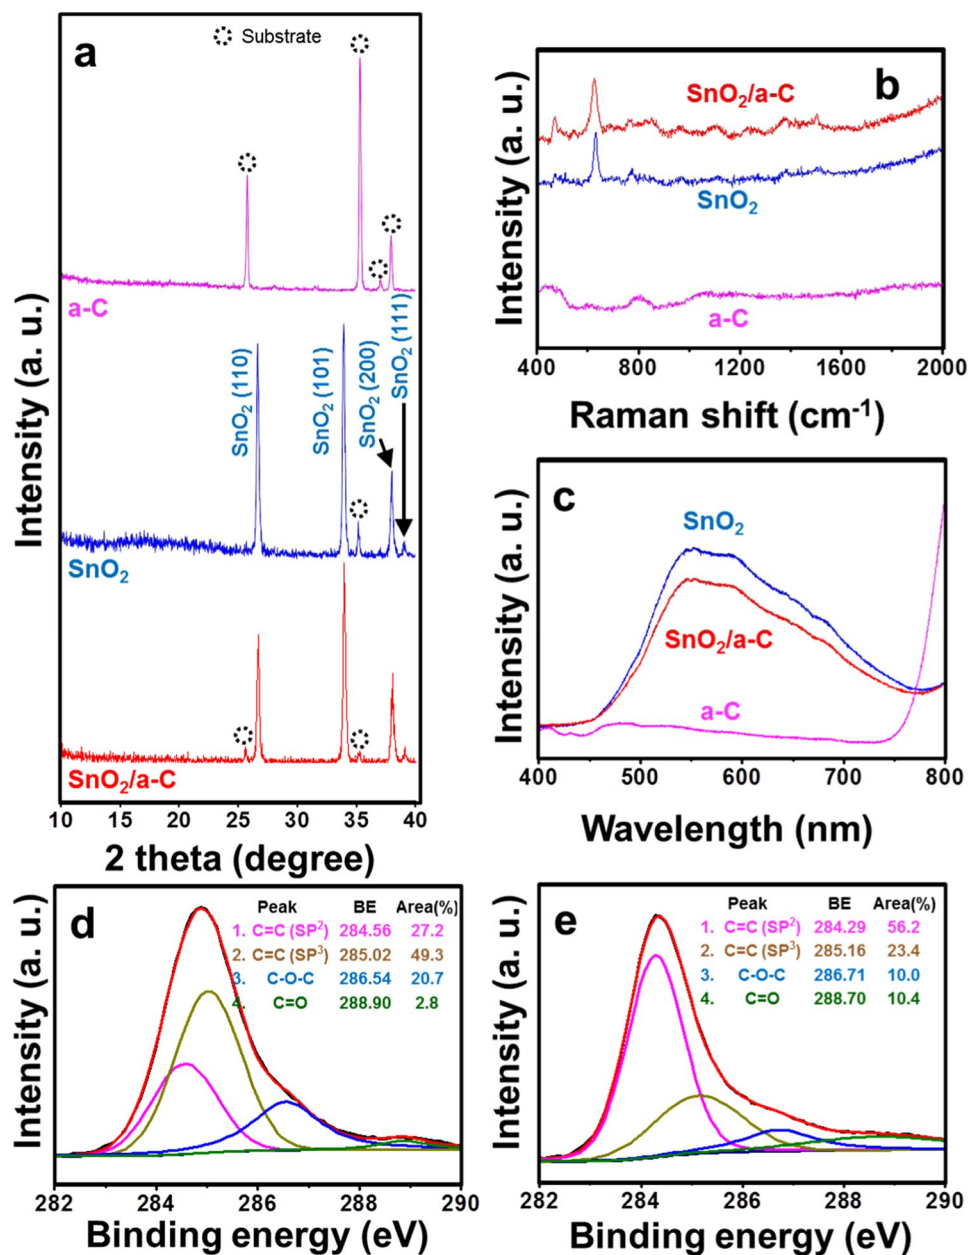 a
Substrate
a-C
SnO₂ (110)
SnO₂ (101)
SnO₂ (200)
SnO₂ (111)
SnO₂
SnO₂/a-C
Intensity (a. u.)
10 15 20 25 30 35 40
2 theta (degree)
b
SnO₂/a-C
SnO₂
a-C
Intensity (a. u.)
400 800 1200 1600 2000
Raman shift (cm⁻¹)
c
SnO₂
SnO₂/a-C
a-C
Intensity (a. u.)
400 500 600 700 800
Wavelength (nm)
d
Peak BE Area(%)
1. C=C (SP²) 284.56 27.2
2. C=C (SP³) 285.02 49.3
3. C-O-C 286.54 20.7
4. C=O 288.90 2.8
Intensity (a. u.)
282 284 286 288 290
Binding energy (eV)
e
Peak BE Area(%)
1. C=C (SP²) 284.29 56.2
2. C=C (SP³) 285.16 23.4
3. C-O-C 286.71 10.0
4. C=O 288.70 10.4
Intensity (a. u.)
282 284 286 288 290
Binding energy (eV)